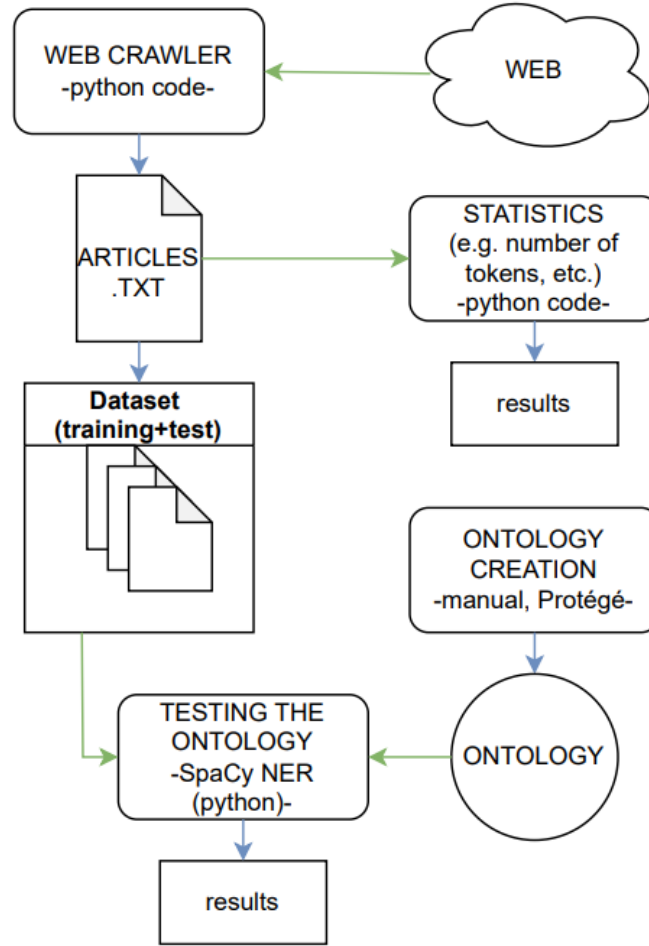 WEB CRAWLER
-python code-
WEB
ARTICLES
.TXT
STATISTICS
(e.g. number of
tokens, etc.)
-python code-
results
Dataset
(training+test)
ONTOLOGY
CREATION
-manual, Protégé-
TESTING THE
ONTOLOGY
-SpaCy NER
(python)-
ONTOLOGY
results